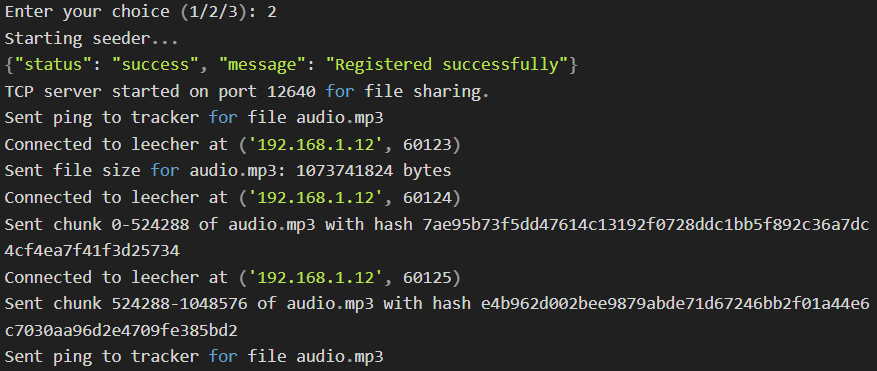 Enter your choice (1/2/3): 2
Starting seeder...
{"status": "success", "message": "Registered successfully"}
TCP server started on port 12640 for file sharing.
Sent ping to tracker for file audio.mp3
Connected to leecher at ('192.168.1.12', 60123)
Sent file size for audio.mp3: 1073741824 bytes
Connected to leecher at ('192.168.1.12', 60124)
Sent chunk 0-524288 of audio.mp3 with hash 7ae95b73f5dd47614c13192f0728ddc1bb5f892c36a7dc
4cf4ea7f41f3d25734
Connected to leecher at ('192.168.1.12', 60125)
Sent chunk 524288-1048576 of audio.mp3 with hash e4b962d002bee9879abde71d67246bb2f01a44e6
c7030aa96d2e4709fe385bd2
Sent ping to tracker for file audio.mp3